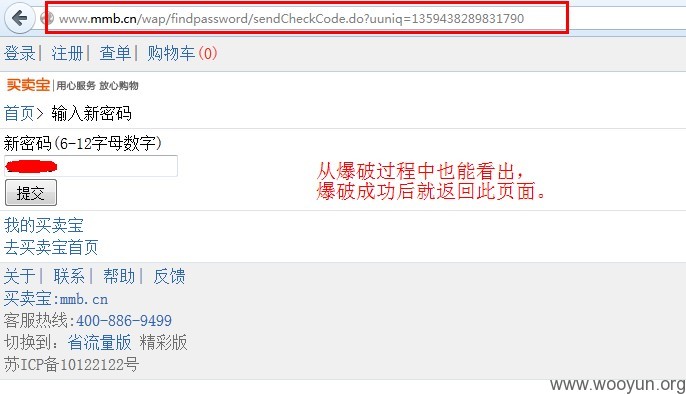 www.mmb.cn/wap/findpassword/sendCheckCode.do?uuniq=1359438289831790
登录| 注册| 查单| 购物车(0)
买卖宝|用心服务 放心购物
首页> 输入新密码
新密码(6-12字母数字)
从爆破过程中也能看出，
爆破成功后就返回此页面。
提交
我的买卖宝
去买卖宝首页
关于| 联系| 帮助| 反馈
买卖宝:mmb.cn
客服热线:400-886-9499
切换到: 省流量版 精彩版
苏ICP备10122122号
www.wooyun.org